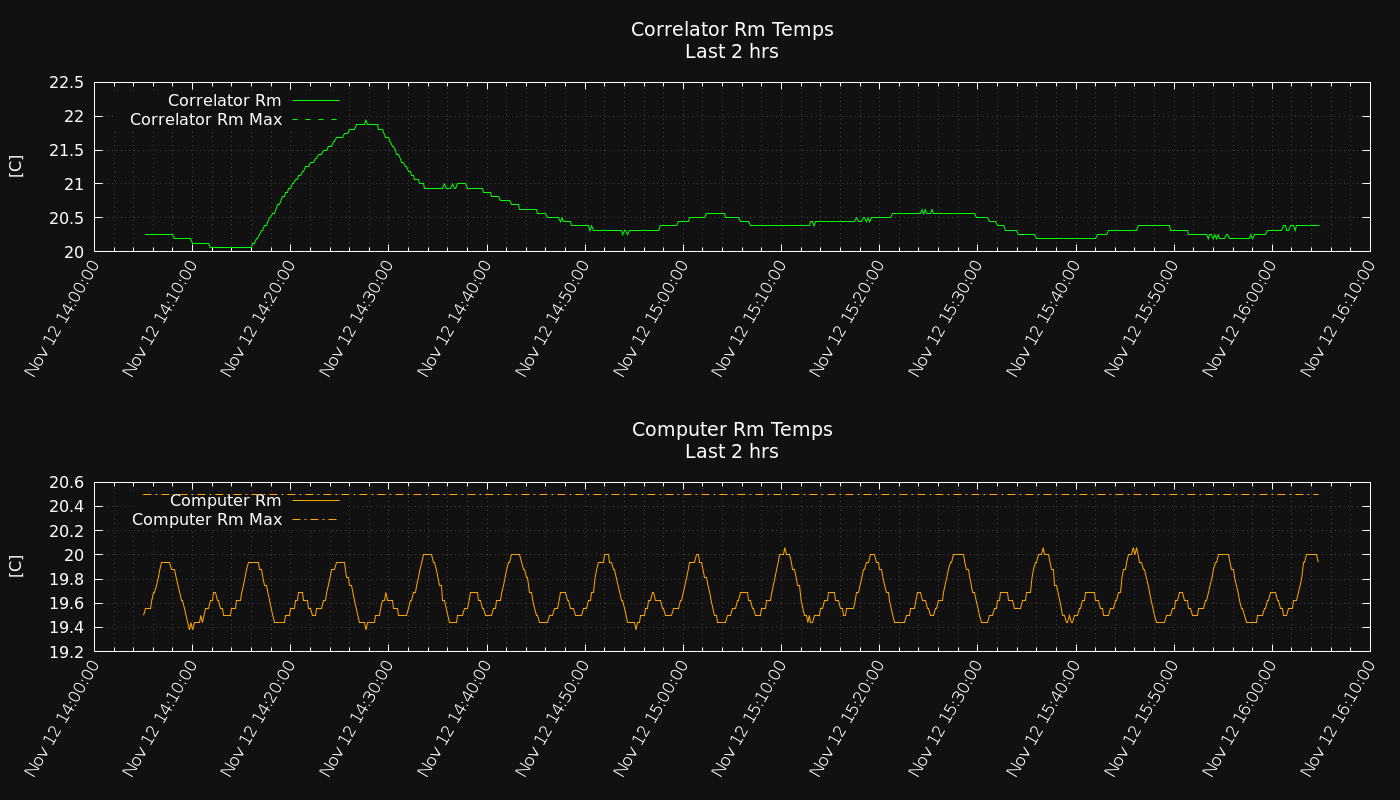 Correlator Rm Temps
Last 2 hrs
22.5
22
21.5
21
20.5
20
[C]
Correlator Rm
Correlator Rm Max
Nov 12 14:00:00
Nov 12 14:10:00
Nov 12 14:20:00
Nov 12 14:30:00
Nov 12 14:40:00
Nov 12 14:50:00
Nov 12 15:00:00
Nov 12 15:10:00
Nov 12 15:20:00
Nov 12 15:30:00
Nov 12 15:40:00
Nov 12 15:50:00
Nov 12 16:00:00
Nov 12 16:10:00
Computer Rm Temps
Last 2 hrs
20.6
20.4
20.2
20
19.8
19.6
19.4
19.2
[C]
Computer Rm
Computer Rm Max
Nov 12 14:00:00
Nov 12 14:10:00
Nov 12 14:20:00
Nov 12 14:30:00
Nov 12 14:40:00
Nov 12 14:50:00
Nov 12 15:00:00
Nov 12 15:10:00
Nov 12 15:20:00
Nov 12 15:30:00
Nov 12 15:40:00
Nov 12 15:50:00
Nov 12 16:00:00
Nov 12 16:10:00